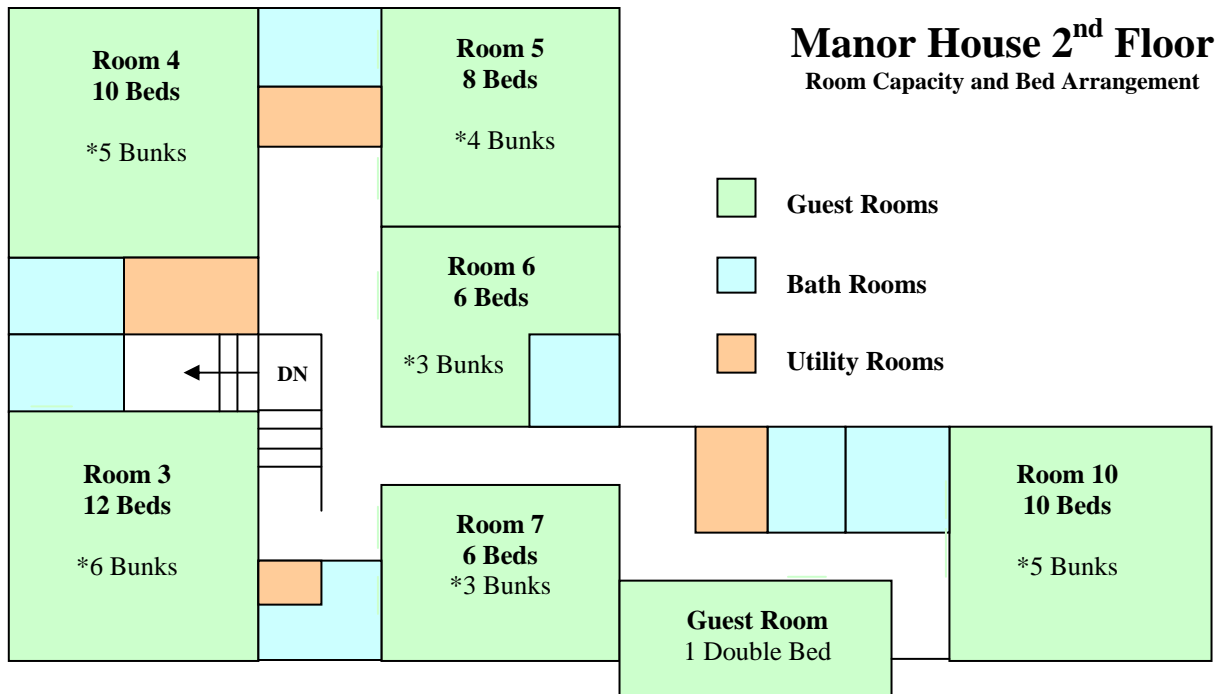 Manor House 2nd Floor
Room Capacity and Bed Arrangement
Room 4
10 Beds
*5 Bunks
Room 5
8 Beds
*4 Bunks
Guest Rooms
Bath Rooms
Utility Rooms
Room 6
6 Beds
*3 Bunks
DN
Room 3
12 Beds
*6 Bunks
Room 7
6 Beds
*3 Bunks
Room 10
10 Beds
*5 Bunks
Guest Room
1 Double Bed